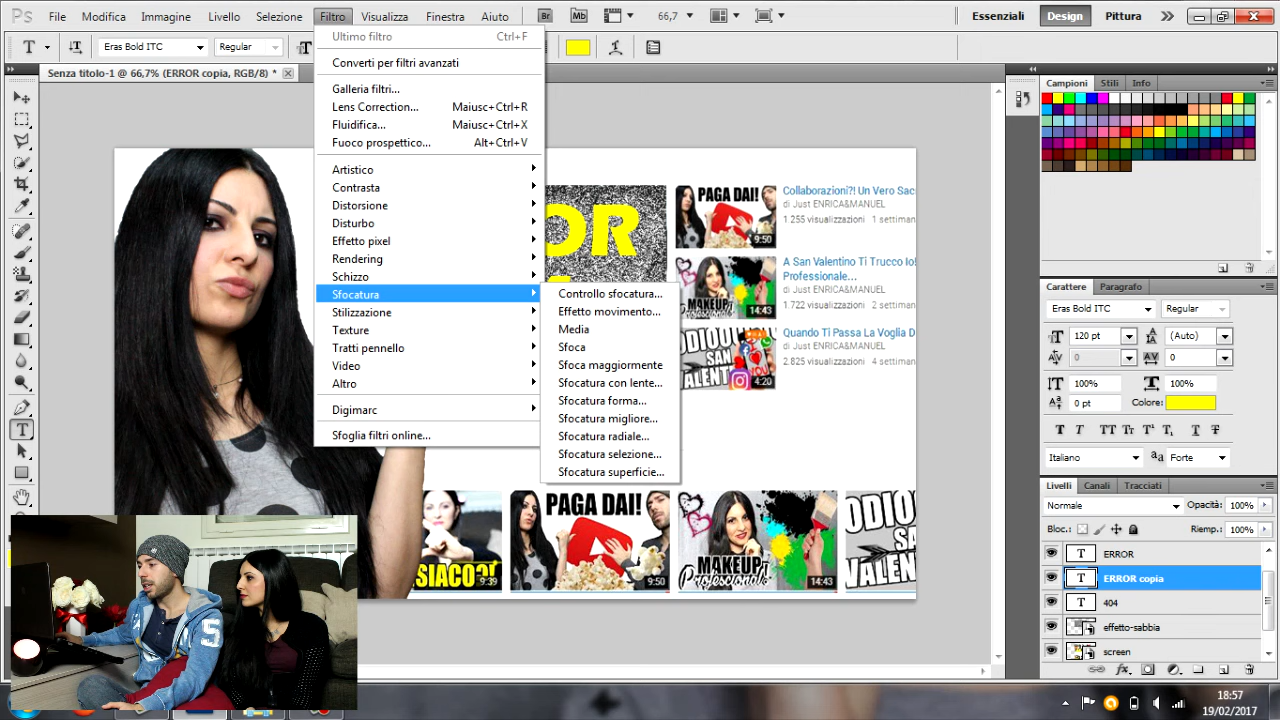 Ps File Modifica Immagine Livello Selezione Filtro Visualizza Finestra Aiuto Br Mb 66,7 Essenziali Design Pittura
T Eras Bold ITC Regular
Senza titolo-1 @ 66,7% (ERROR copia, RGB/8) *
Ultimo filtro Ctrl+F
Converti per filtri avanzati
Galleria filtri...
Lens Correction... Maiusc+Ctrl+R
Fluidifica... Maiusc+Ctrl+X
Fuoco prospettico... Alt+Ctrl+V
Artistico
Contrasta
Distorsione
Disturbo
Effetto pixel
Rendering
Schizzo
Sfocatura
Stilizzazione
Texture
Tratti pennello
Video
Altro
Digimarc
Sfoglia filtri online...
Controllo sfocatura...
Effetto movimento...
Media
Sfoca
Sfoca maggiormente
Sfocatura con lente...
Sfocatura forma...
Sfocatura migliore...
Sfocatura radiale...
Sfocatura selezione...
Sfocatura superficie...
OR
PAGA DAI!
9:50
Collaborazioni?! Un Vero Sac
di Just ENRICA&MANUEL
1 255 visualizzazioni 1 settiman
MAKEUP
14:43
A San Valentino Ti Trucco Io!
Professionale...
di Just ENRICA&MANUEL
1.722 visualizzazioni 2 settiman
ODIOO
SAN
VALENT
4:20
Quando Ti Passa La Voglia D
di Just ENRICA&MANUEL
2.825 visualizzazioni 4 settiman
SIACOO!
9:39
PAGA DAI!
9:50
MAKEUP
Professional
14:43
ODIOO
SAN
VALEN
Campioni Stili Info
Carattere Paragrafo
Eras Bold ITC Regular
120 pt (Auto)
0 0
100% 100%
0 pt Colore:
Italiano Forte
Livelli Canali Tracciati
Normale Opacità: 100%
Bloc.: Riemp.: 100%
T ERROR
T ERROR copia
T 404
effetto-sabbia
screen
S
18:57
19/02/2017